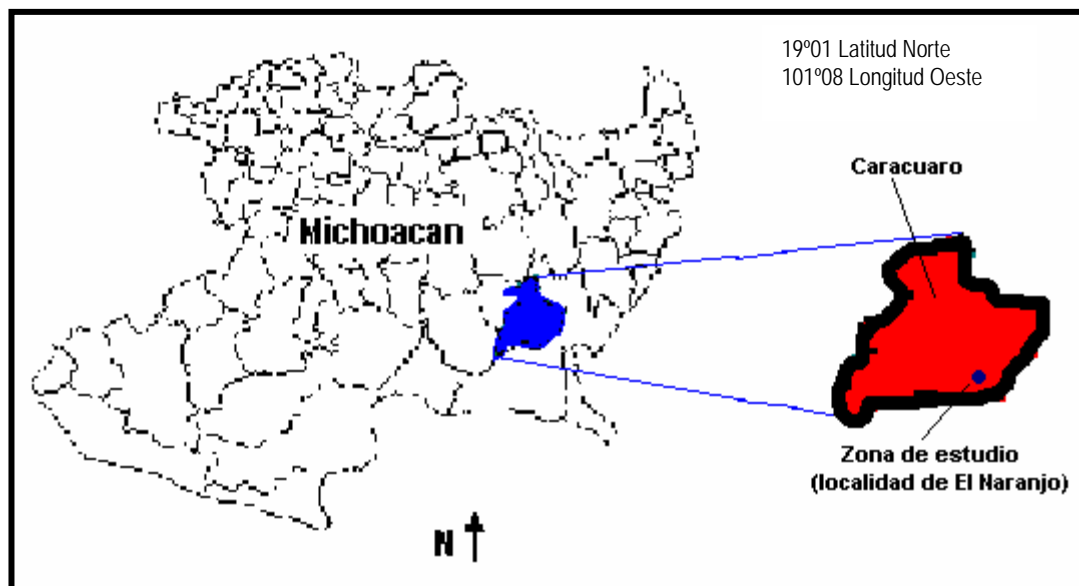 19º01 Latitud Norte
101º08 Longitud Oeste
Caracuaro
Michoacan
Zona de estudio
(localidad de El Naranjo)
N